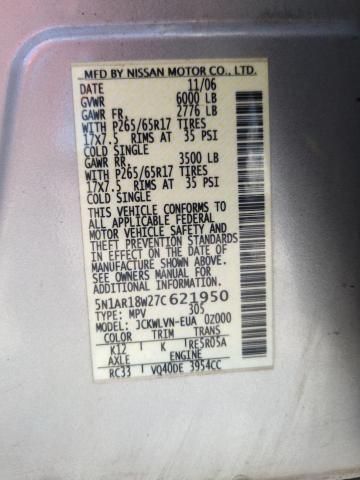 MFD BY NISSAN MOTOR CO., LTD.
DATE 11/06
GVWR 6000 LB
GAWR FR. 2776 LB
WITH P265/65R17 TIRES
17X7.5 RIMS AT 35 PSI
COLD SINGLE
GAWR RR. 3500 LB
WITH P265/65R17 TIRES
17X7.5 RIMS AT 35 PSI
COLD SINGLE
THIS VEHICLE CONFORMS TO
ALL APPLICABLE FEDERAL
MOTOR VEHICLE SAFETY AND
THEFT PREVENTION STANDARDS
IN EFFECT ON THE DATE OF
MANUFACTURE SHOWN ABOVE.
SEE OWNERS MANUAL FOR
ADDITIONAL INFORMATION.
5N1AR18W27C621950
TYPE: MPV 305
MODEL: JCKWLVN-EUA 0Z000
COLOR TRIM TRANS
K12 K RE5R05A
AXLE ENGINE
RC33 VQ40DE 3954CC